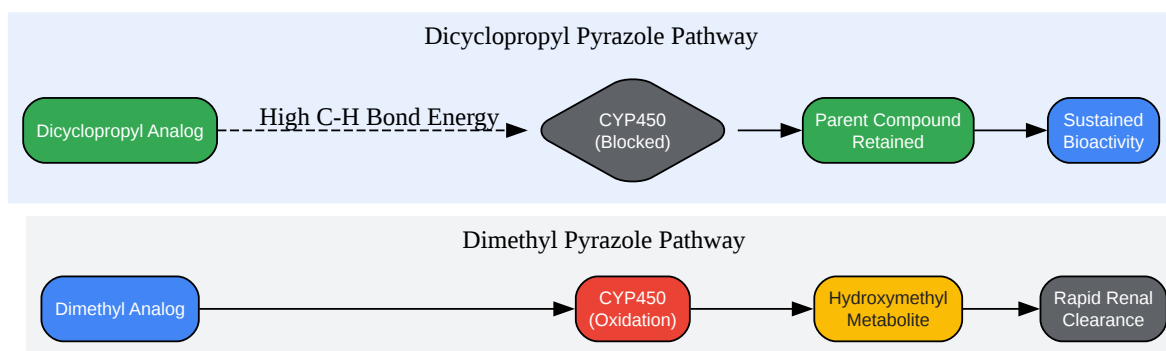 Dicyclopropyl Pyrazole Pathway
Dicyclopropyl Analog
High C-H Bond Energy
CYP450
(Blocked)
Parent Compound
Retained
Sustained
Bioactivity
Dimethyl Pyrazole Pathway
Dimethyl Analog
CYP450
(Oxidation)
Hydroxymethyl
Metabolite
Rapid Renal
Clearance